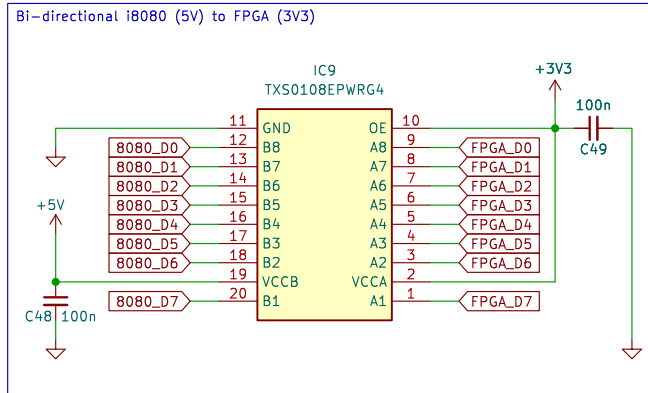 Bi-directional i8080 (5V) to FPGA (3V3)
IC9
TXS0108EPWRG4
+3V3
100n
C49
11 GND OE 10
8080_D0 12 B8 A8 9 FPGA_D0
8080_D1 13 B7 A7 8 FPGA_D1
8080_D2 14 B6 A6 7 FPGA_D2
8080_D3 15 B5 A5 6 FPGA_D3
+5V
8080_D4 16 B4 A4 5 FPGA_D4
8080_D5 17 B3 A3 4 FPGA_D5
8080_D6 18 B2 A2 3 FPGA_D6
19 VCCB VCCA 2
8080_D7 20 B1 A1 1 FPGA_D7
C48 100n